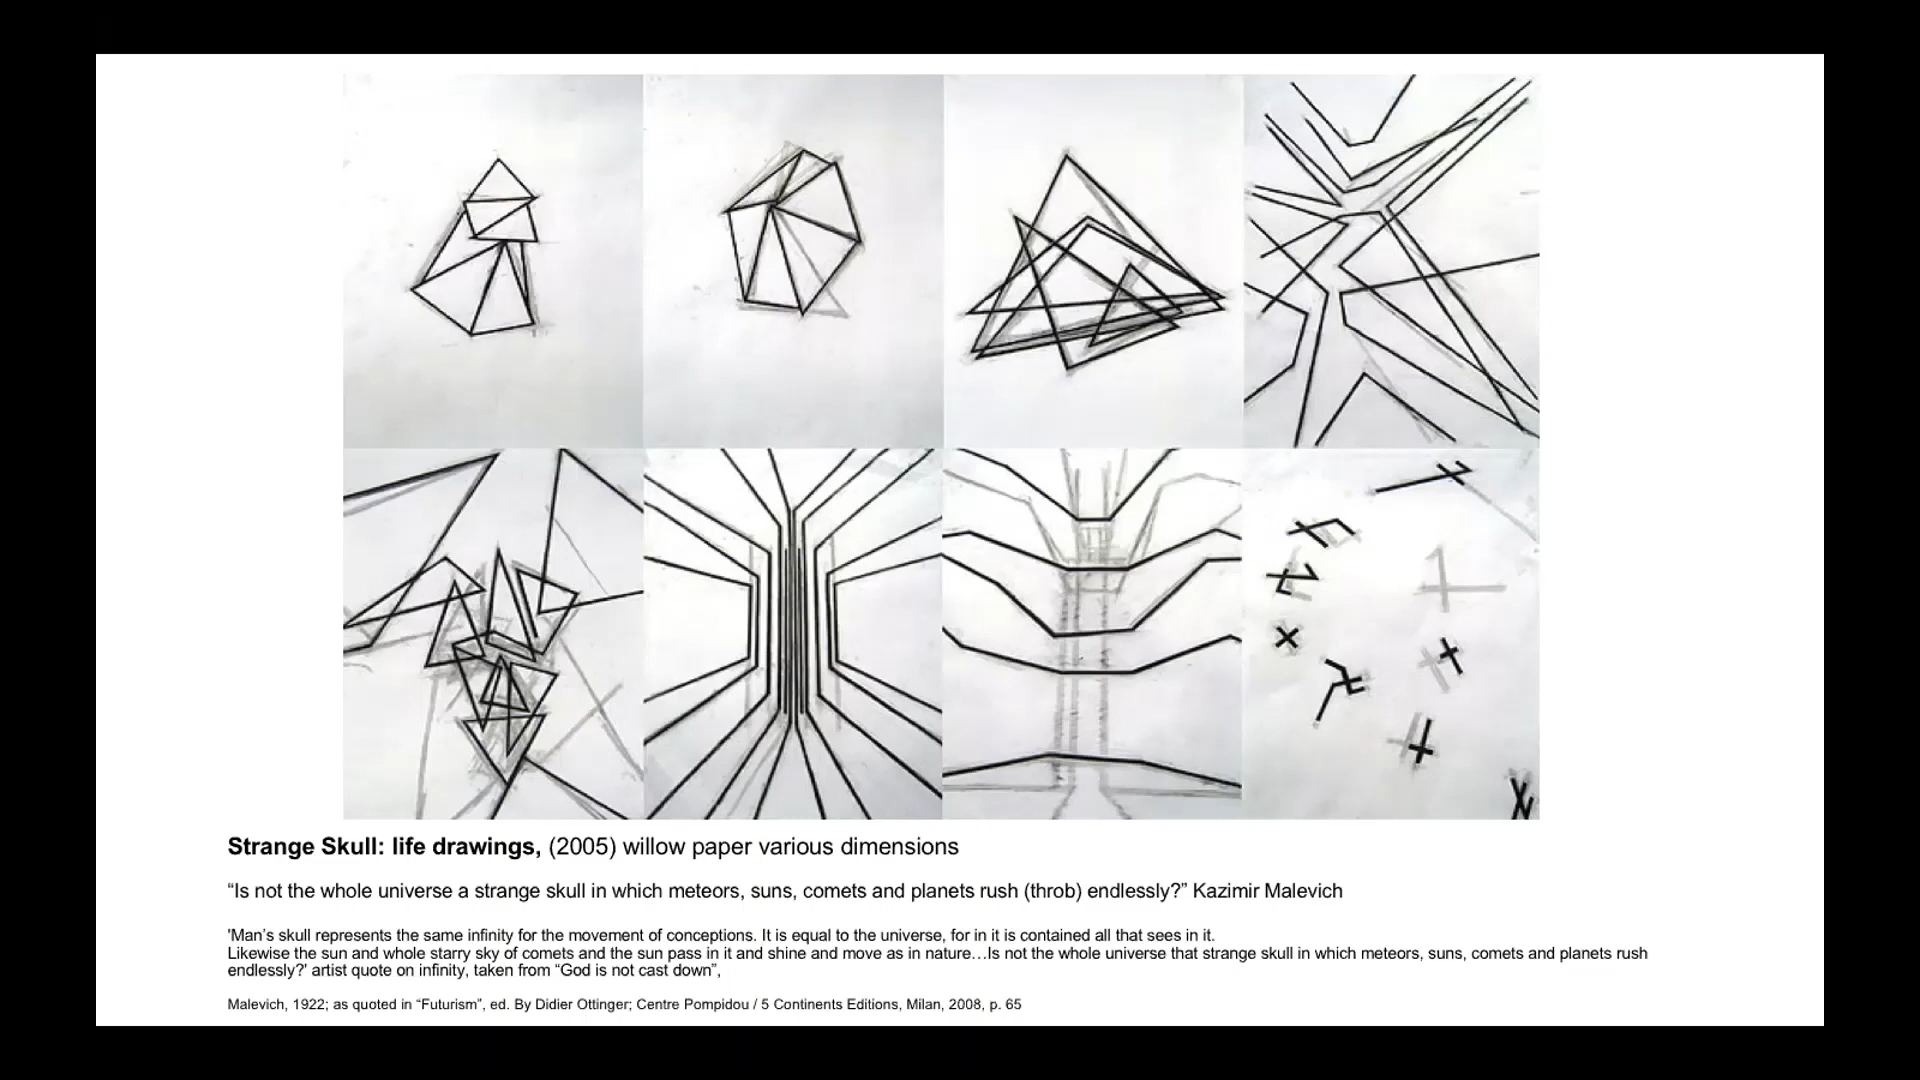 Strange Skull: life drawings, (2005) willow paper various dimensions
“Is not the whole universe a strange skull in which meteors, suns, comets and planets rush (throb) endlessly?” Kazimir Malevich
'Man’s skull represents the same infinity for the movement of conceptions. It is equal to the universe, for in it is contained all that sees in it.
Likewise the sun and whole starry sky of comets and the sun pass in it and shine and move as in nature…Is not the whole universe that strange skull in which meteors, suns, comets and planets rush
endlessly?' artist quote on infinity, taken from “God is not cast down”,
Malevich, 1922; as quoted in “Futurism”, ed. By Didier Ottinger; Centre Pompidou / 5 Continents Editions, Milan, 2008, p. 65